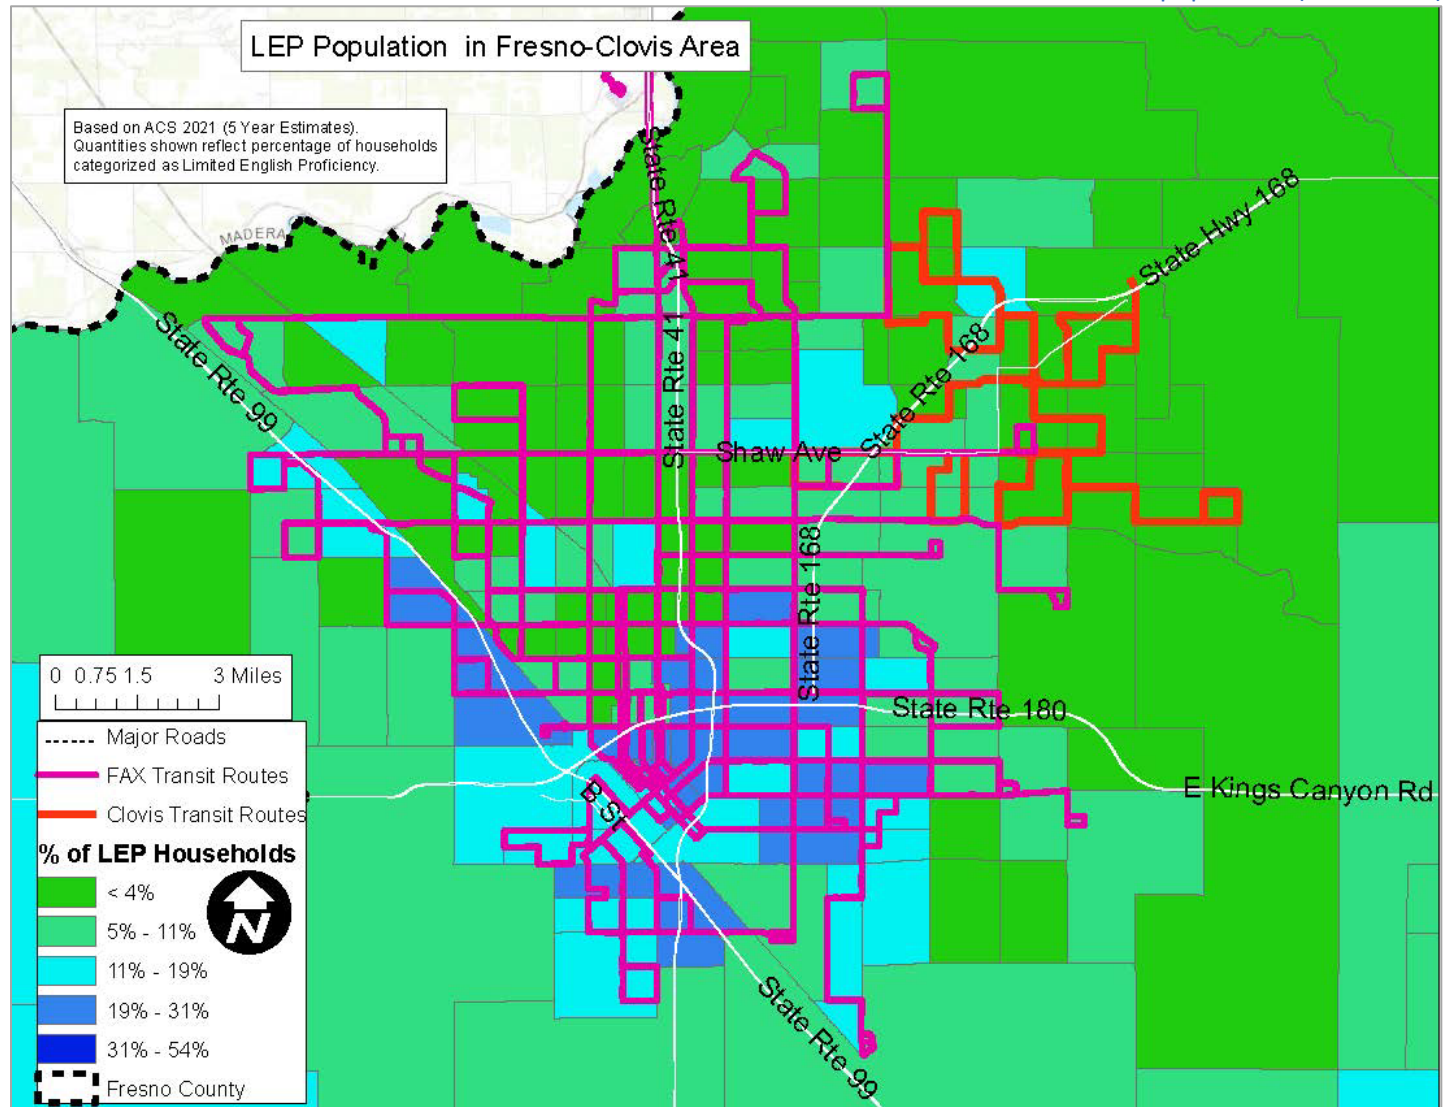 LEP Population in Fresno-Clovis Area
Based on ACS 2021 (5 Year Estimates).
Quantities shown reflect percentage of households
categorized as Limited English Proficiency.
MADERA
State Rte 41
State Hwy 168
State Rte 99
State Rte 41
State Rte 168
Shaw Ave
State Rte 168
State Rte 180
E Kings Canyon Rd
B St
State Rte 99
0 0.75 1.5 3 Miles
Major Roads
FAX Transit Routes
Clovis Transit Routes
% of LEP Households
< 4%
5% - 11%
11% - 19%
19% - 31%
31% - 54%
Fresno County
N